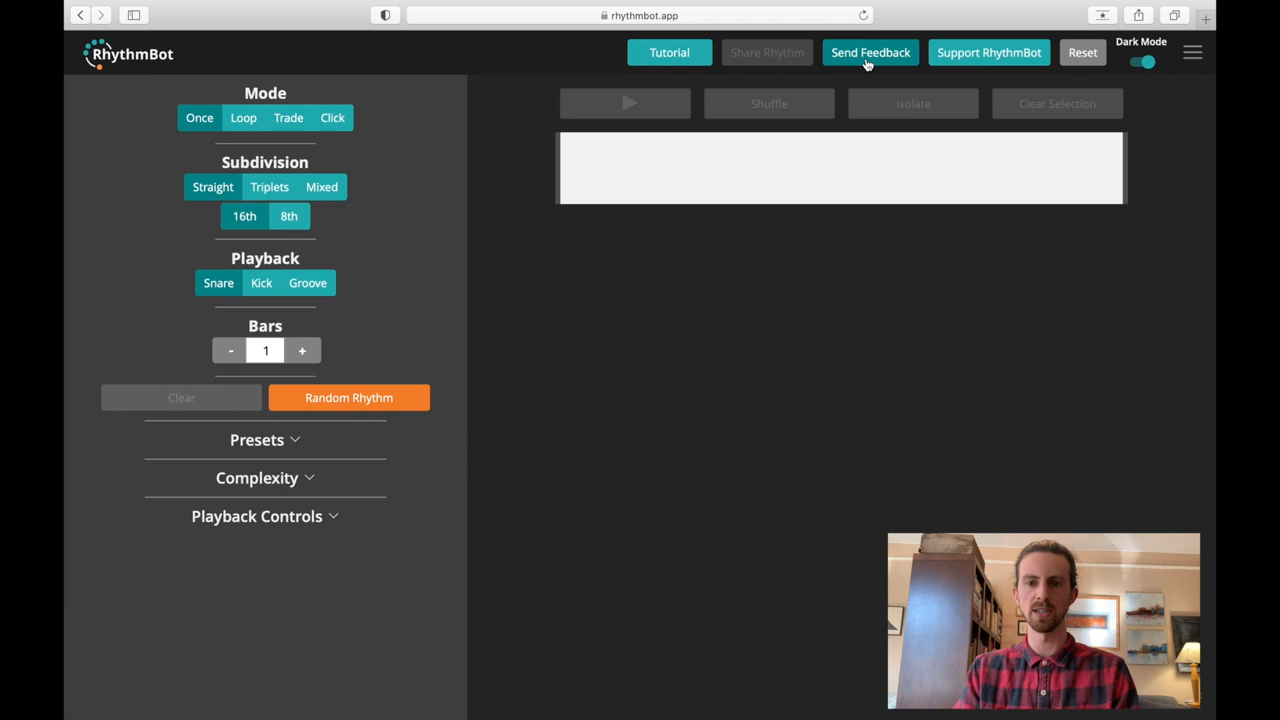 rhythmbot.app
RhythmBot
Tutorial
Share Rhythm
Send Feedback
Support RhythmBot
Reset
Dark Mode
Mode
Once Loop Trade Click
Subdivision
Straight Triplets Mixed
16th 8th
Playback
Snare Kick Groove
Bars
- 1 +
Clear
Random Rhythm
Presets
Complexity
Playback Controls
Shuffle
Isolate
Clear Selection